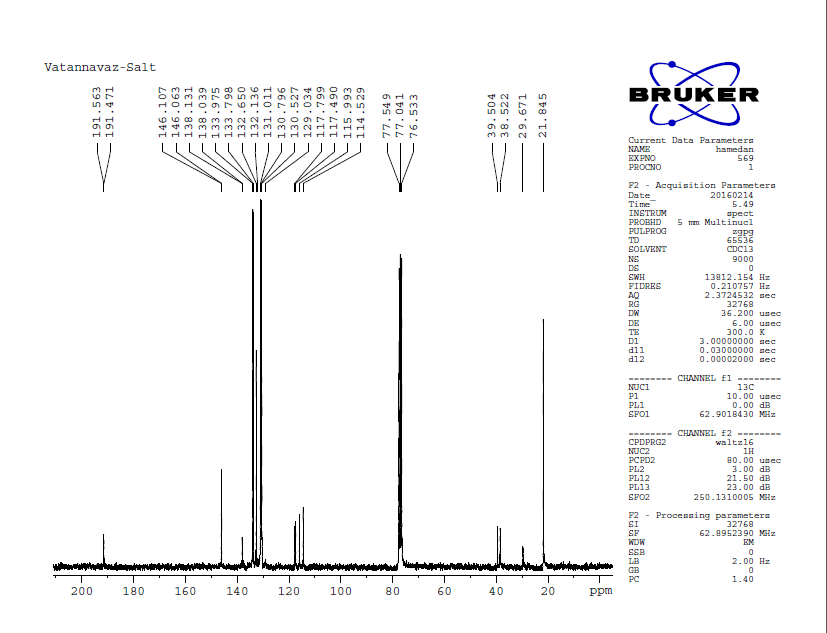 Vatannavaz-Salt
191.563
191.471
146.107
146.063
138.131
138.039
133.975
133.798
132.650
132.136
131.011
130.796
130.527
129.034
117.799
117.490
115.993
114.529
77.549
77.041
76.533
39.504
38.522
29.671
21.845
200 180 160 140 120 100 80 60 40 20 ppm
BRUKER
Current Data Parameters
NAME hamedan
EXPNO 569
PROCNO 1
F2 - Acquisition Parameters
Date_ 20160214
Time 5.49
INSTRUM spect
PROBHD 5 mm Multinucl
PULPROG zgpg
TD 65536
SOLVENT CDCl3
NS 9000
DS 0
SWH 13812.154 Hz
FIDRES 0.210757 Hz
AQ 2.3724532 sec
RG 32768
DW 36.200 usec
DE 6.00 usec
TE 300.0 K
D1 3.00000000 sec
d11 0.03000000 sec
d12 0.00002000 sec
======== CHANNEL f1 ========
NUC1 13C
P1 10.00 usec
PL1 0.00 dB
SFO1 62.9018430 MHz
======== CHANNEL f2 ========
CPDPRG2 waltz16
NUC2 1H
PCPD2 80.00 usec
PL2 3.00 dB
PL12 21.50 dB
PL13 23.00 dB
SFO2 250.1310005 MHz
F2 - Processing parameters
SI 32768
SF 62.8952390 MHz
WDW EM
SSB 0
LB 2.00 Hz
GB 0
PC 1.40